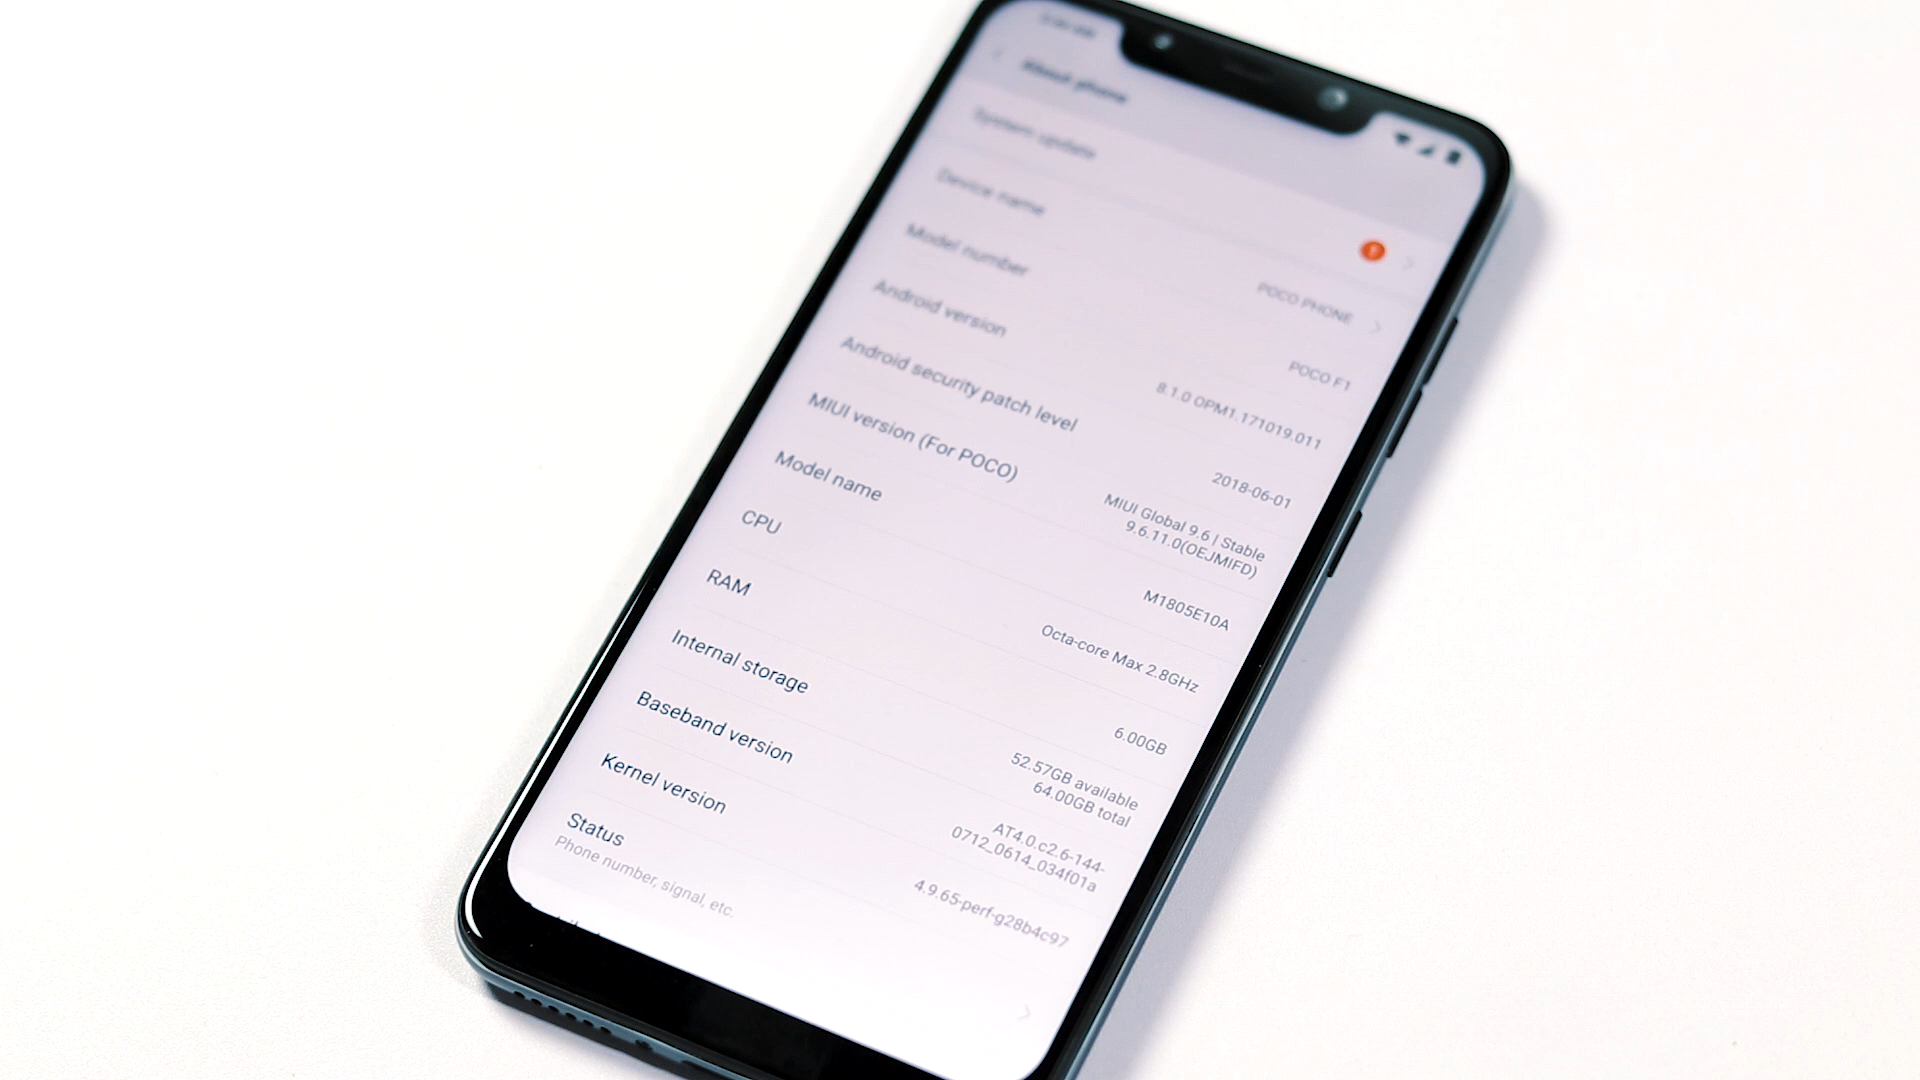 About phone
System update
Device name
POCO PHONE
Model number
POCO F1
Android version
8.1.0 OPM1.171019.011
Android security patch level
2018-06-01
MIUI version (For POCO)
MIUI Global 9.6 | Stable
9.6.11.0(OEJMIFD)
Model name
M1805E10A
CPU
Octa-core Max 2.8GHz
RAM
6.00GB
Internal storage
52.57GB available
64.00GB total
Baseband version
AT4.0.c2.6-144-
0712_0614_034f01a
Kernel version
4.9.65-perf-g28b4c97
Status
Phone number, signal, etc.